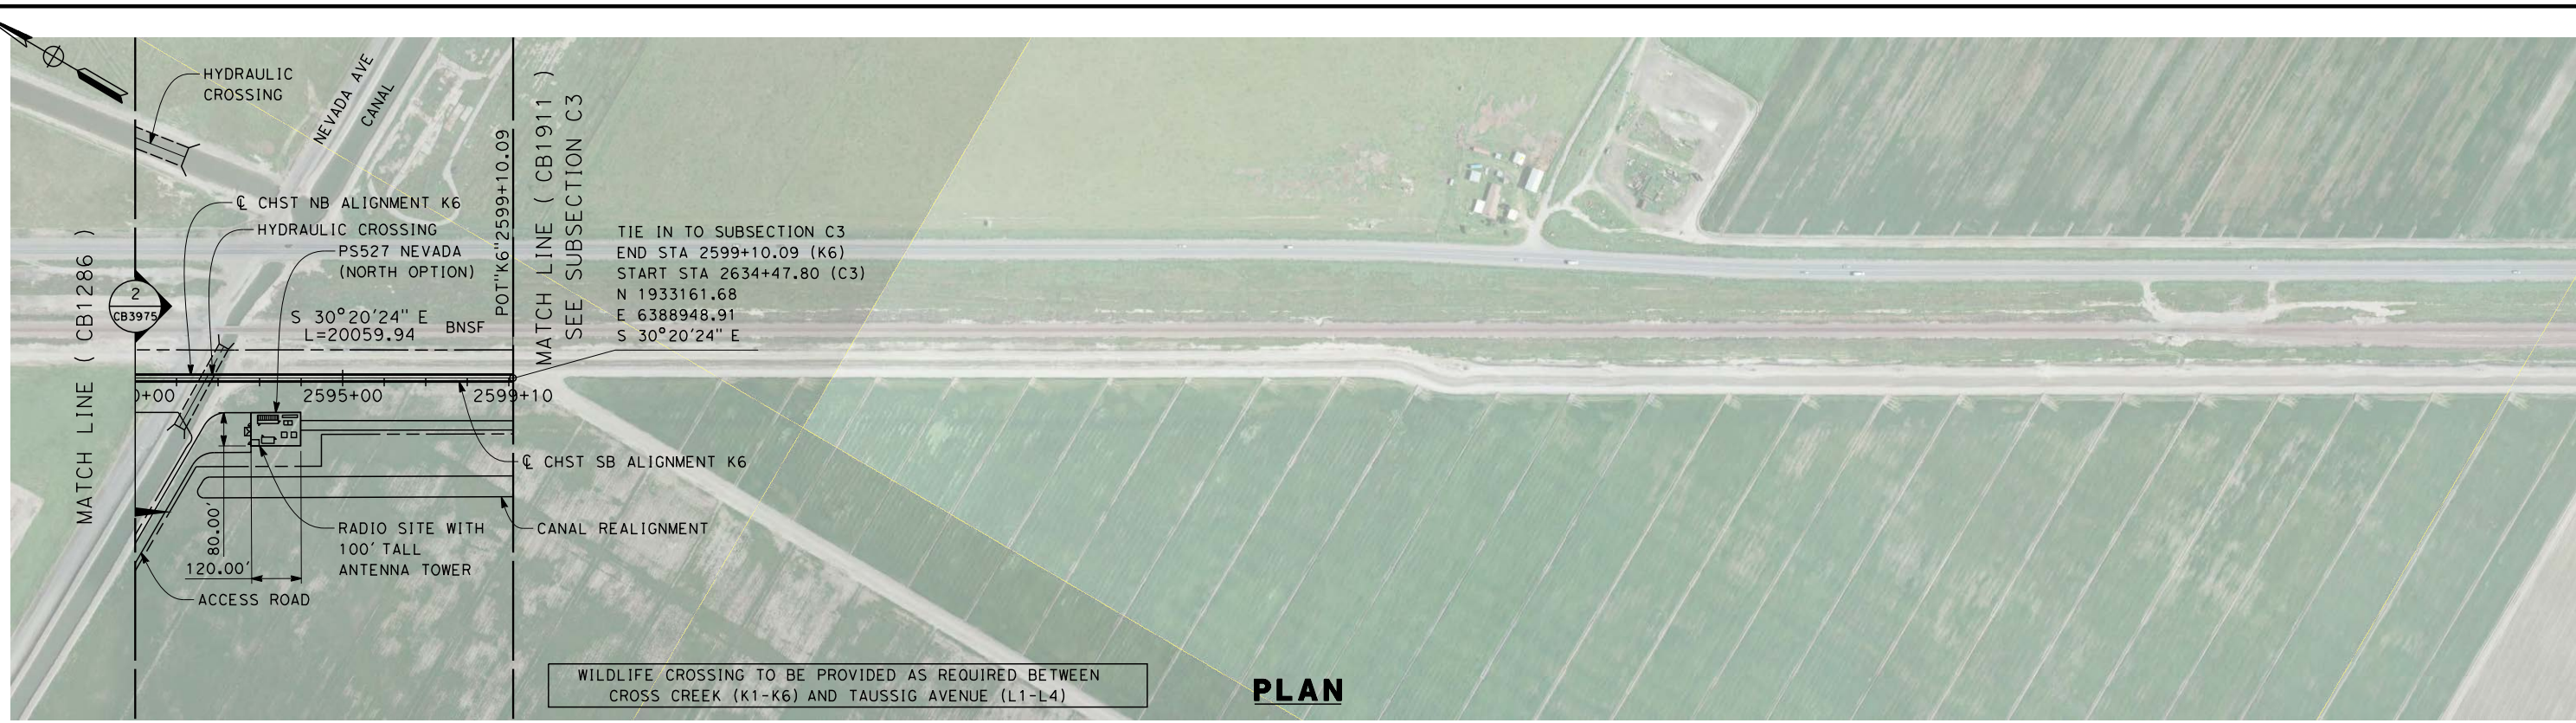 HYDRAULIC
CROSSING
NEVADA AVE
CANAL
℄ CHST NB ALIGNMENT K6
HYDRAULIC CROSSING
PS527 NEVADA
(NORTH OPTION)
MATCH LINE ( CB1286 )
2
CB3975
S 30°20'24" E
L=20059.94
BNSF
POT"K6"2599+10.09
MATCH LINE ( CB1911 )
SEE SUBSECTION C3
TIE IN TO SUBSECTION C3
END STA 2599+10.09 (K6)
START STA 2634+47.80 (C3)
N 1933161.68
E 6388948.91
S 30°20'24" E
0+00
2595+00
2599+10
℄ CHST SB ALIGNMENT K6
80.00'
120.00'
RADIO SITE WITH
100' TALL
ANTENNA TOWER
CANAL REALIGNMENT
ACCESS ROAD
WILDLIFE CROSSING TO BE PROVIDED AS REQUIRED BETWEEN
CROSS CREEK (K1-K6) AND TAUSSIG AVENUE (L1-L4)
PLAN